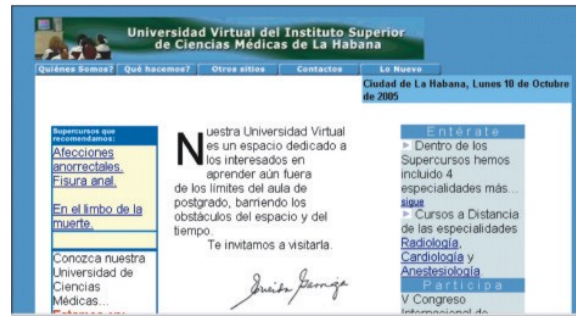 Universidad Virtual del Instituto Superior
de Ciencias Médicas de La Habana
Quiénes Somos? Qué hacemos? Otros sitios Contactos Lo Nuevo
Ciudad de La Habana, Lunes 10 de Octubre
de 2005
Supercursos que
recomendamos:
Afecciones
anorrectales.
Fisura anal.
En el limbo de la
muerte.
Conozca nuestra
Universidad de
Ciencias
Médicas...
Nuestra Universidad Virtual
es un espacio dedicado a
los interesados en
aprender aún fuera
de los límites del aula de
postgrado, barriendo los
obstáculos del espacio y del
tiempo.
Te invitamos a visitarla.
Entérate
Dentro de los
Supercursos hemos
incluido 4
especialidades más...
sigue
Cursos a Distancia
de las especialidades
Radiología,
Cardiología y
Anestesiología.
Participa
V Congreso
Internacional de